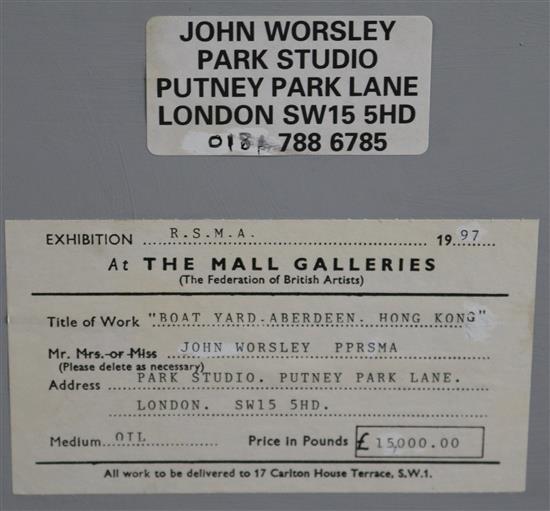 JOHN WORSLEY
PARK STUDIO
PUTNEY PARK LANE
LONDON SW15 5HD
0181 788 6785
EXHIBITION R.S.M.A. 1997
At THE MALL GALLERIES
(The Federation of British Artists)
Title of Work "BOAT YARD.ABERDEEN. HONG KONG"
Mr. Mrs. or Miss JOHN WORSLEY PPRSMA
(Please delete as necessary)
Address PARK STUDIO. PUTNEY PARK LANE.
LONDON. SW15 5HD.
Medium OIL Price in Pounds £ 15,000.00
All work to be delivered to 17 Carlton House Terrace, S.W.1.